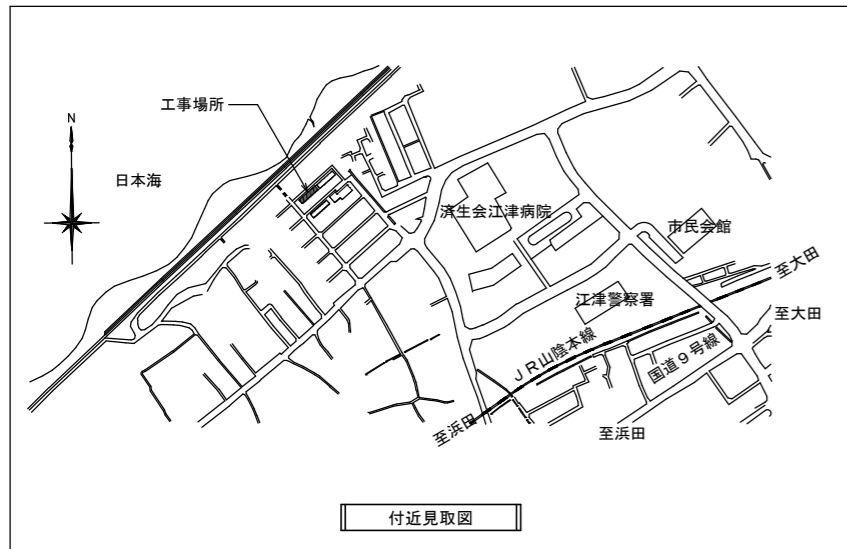 工事場所
N
日本海
済生会江津病院
市民会館
至大田
江津警察署
至大田
JR山陰本線
国道9号線
至浜田
至浜田
付近見取図